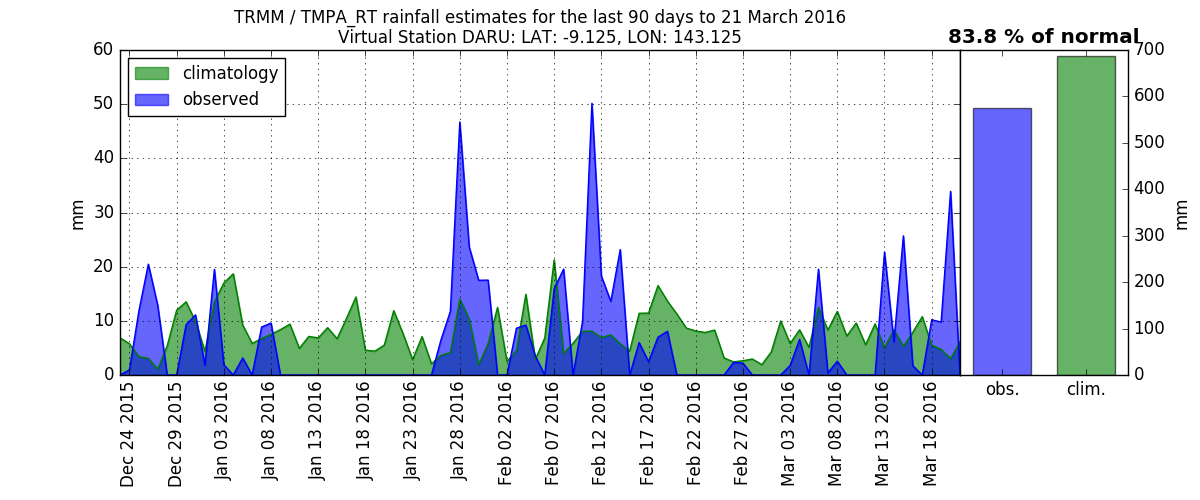 TRMM / TMPA_RT rainfall estimates for the last 90 days to 21 March 2016
Virtual Station DARU: LAT: -9.125, LON: 143.125
83.8 % of normal
climatology
observed
60
50
40
30
20
10
0
mm
Dec 24 2015
Dec 29 2015
Jan 03 2016
Jan 08 2016
Jan 13 2016
Jan 18 2016
Jan 23 2016
Jan 28 2016
Feb 02 2016
Feb 07 2016
Feb 12 2016
Feb 17 2016
Feb 22 2016
Feb 27 2016
Mar 03 2016
Mar 08 2016
Mar 13 2016
Mar 18 2016
obs.
clim.
700
600
500
400
300
200
100
0
mm